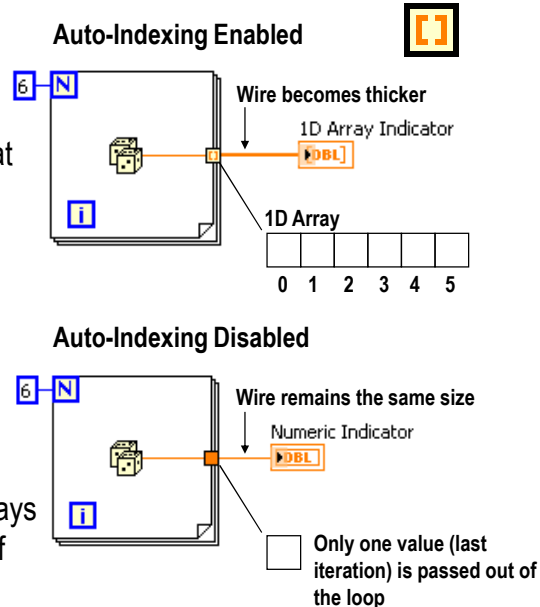 Auto-Indexing Enabled
6 N
Wire becomes thicker
1D Array Indicator
DBL
at
i
1D Array
0 1 2 3 4 5
Auto-Indexing Disabled
6 N
Wire remains the same size
Numeric Indicator
DBL
ays
i
f
Only one value (last
iteration) is passed out of
the loop